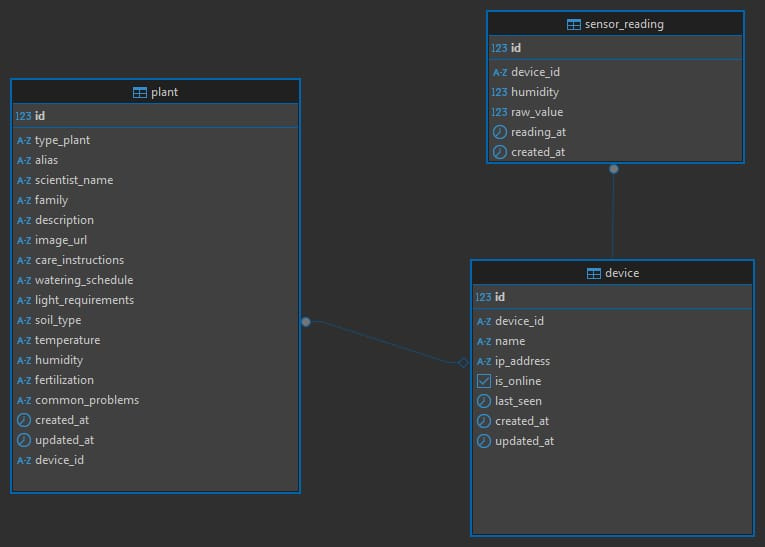 plant
123 id
A-Z type_plant
A-Z alias
A-Z scientist_name
A-Z family
A-Z description
A-Z image_url
A-Z care_instructions
A-Z watering_schedule
A-Z light_requirements
A-Z soil_type
A-Z temperature
A-Z humidity
A-Z fertilization
A-Z common_problems
created_at
updated_at
A-Z device_id
sensor_reading
123 id
A-Z device_id
123 humidity
123 raw_value
reading_at
created_at
device
123 id
A-Z device_id
A-Z name
A-Z ip_address
is_online
last_seen
created_at
updated_at